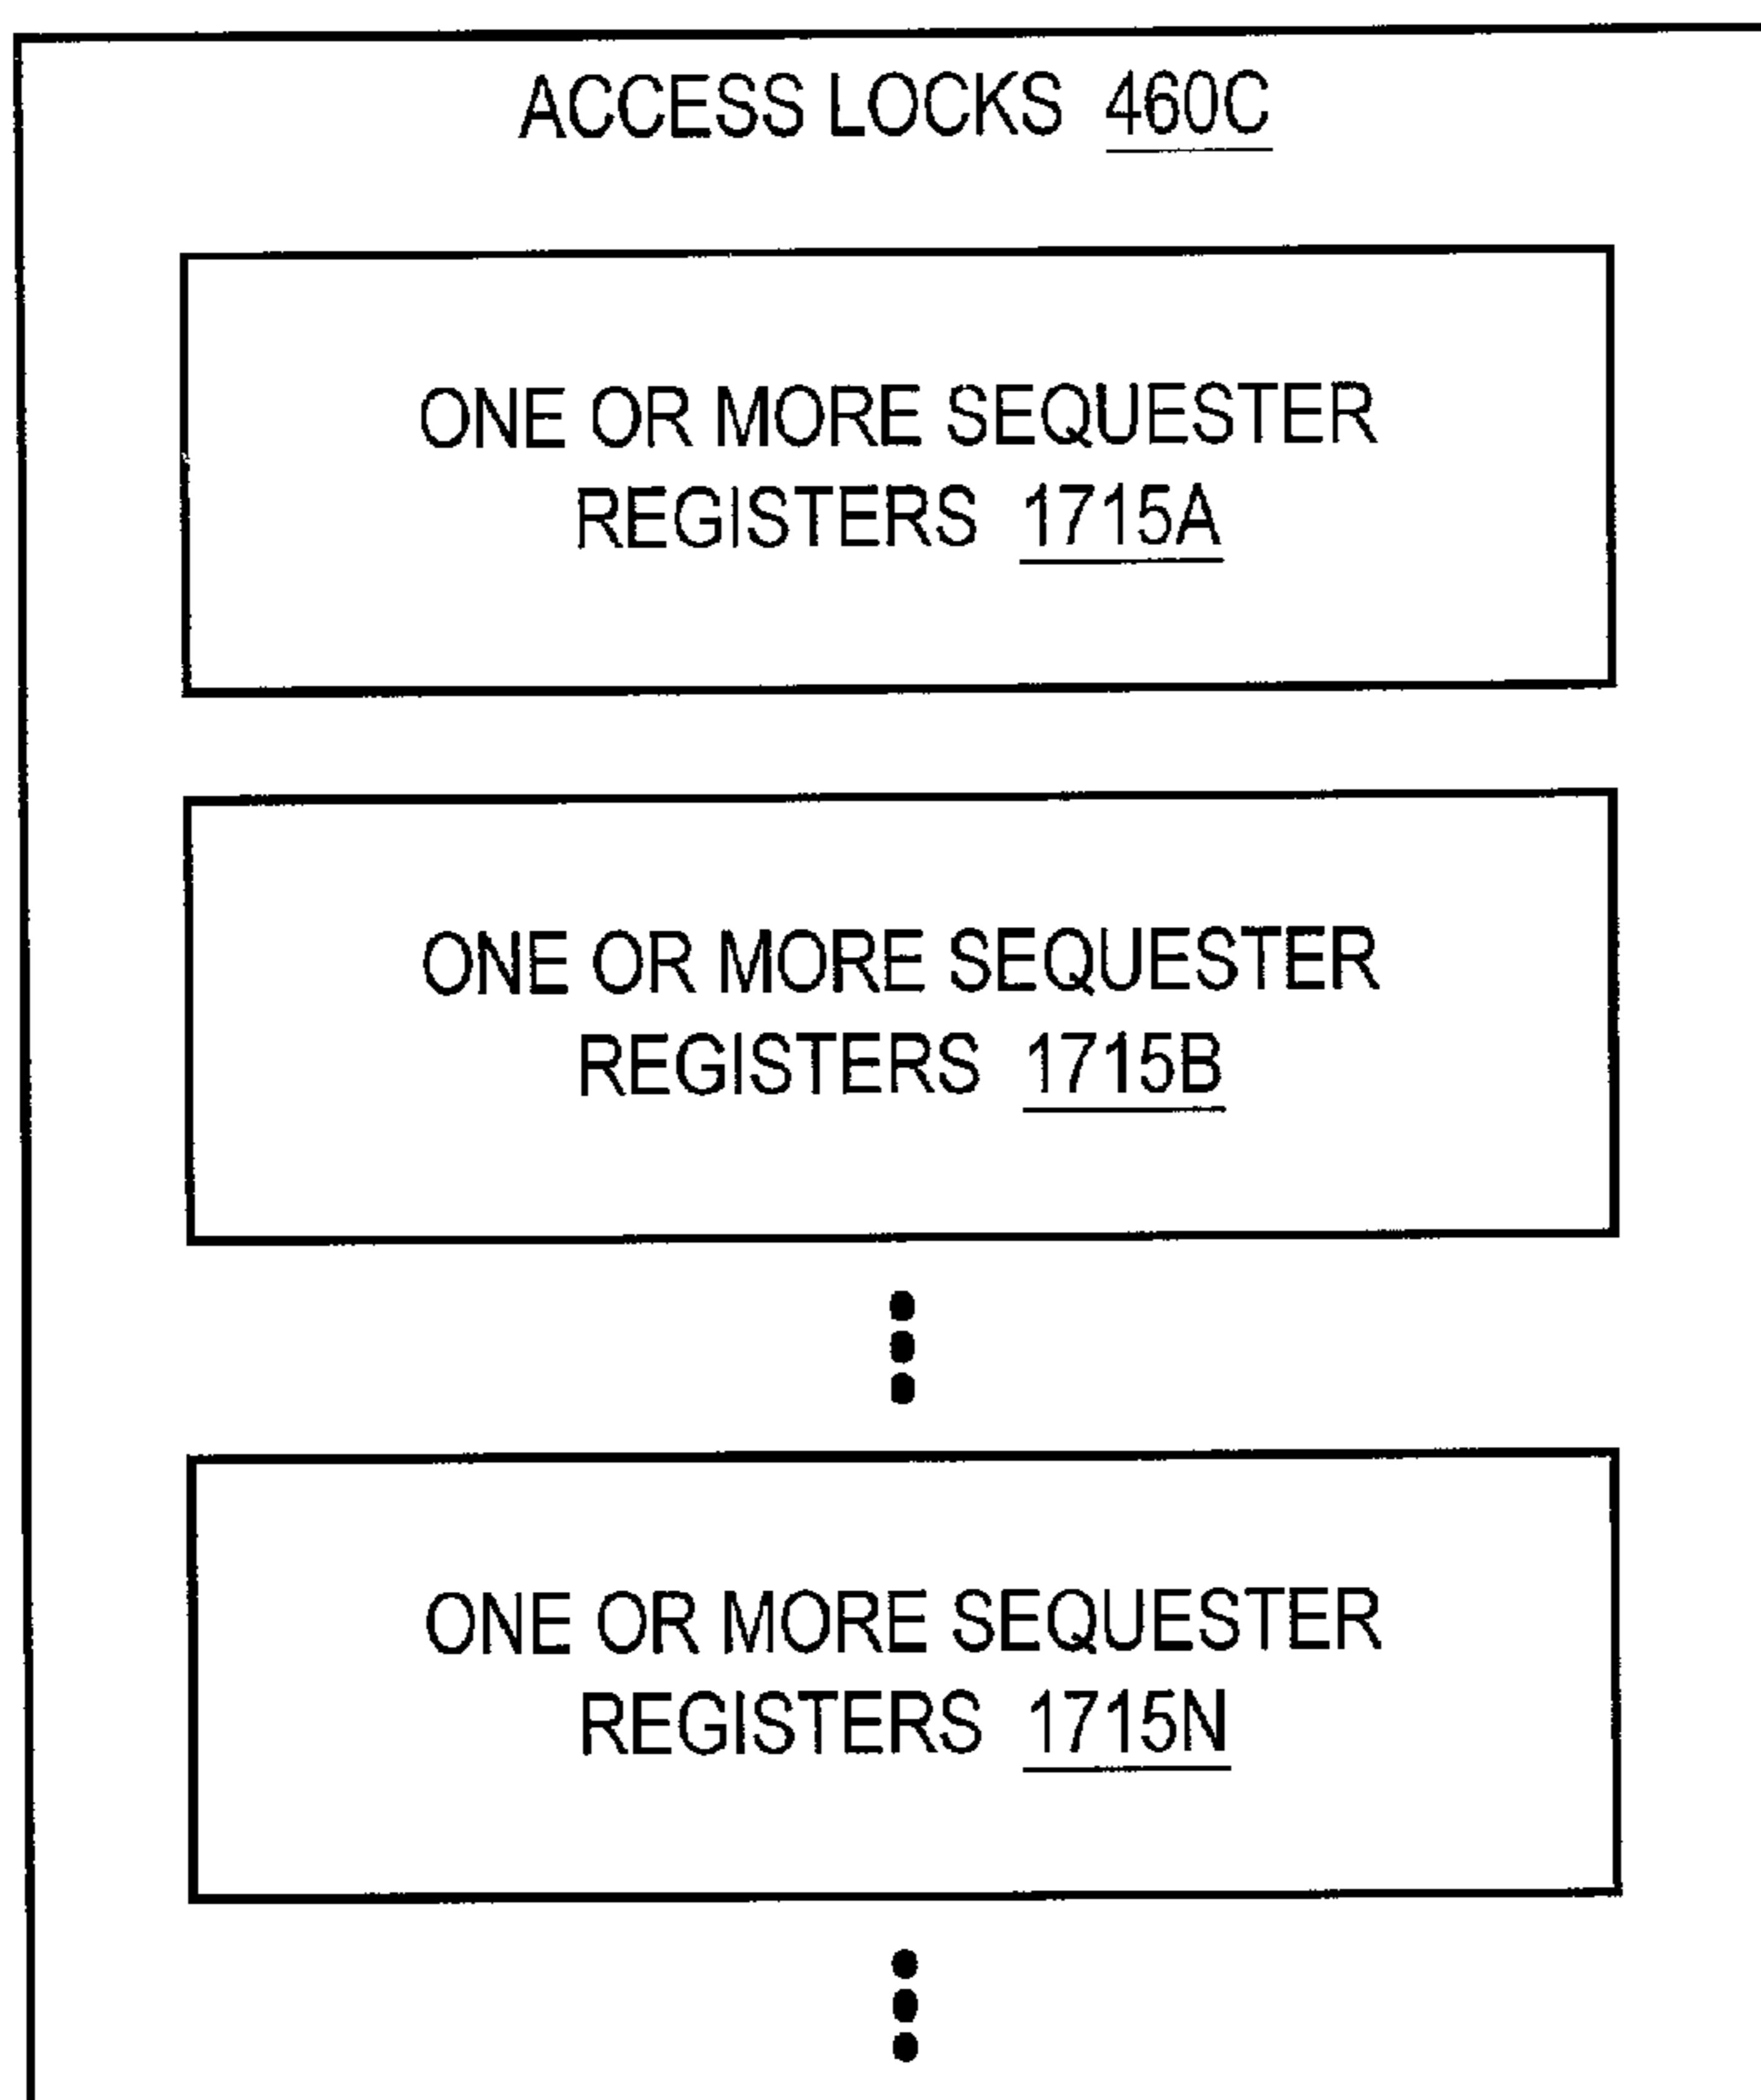 ACCESS LOCKS 460C
ONE OR MORE SEQUESTER
REGISTERS 1715A
ONE OR MORE SEQUESTER
REGISTERS 1715B
ONE OR MORE SEQUESTER
REGISTERS 1715N